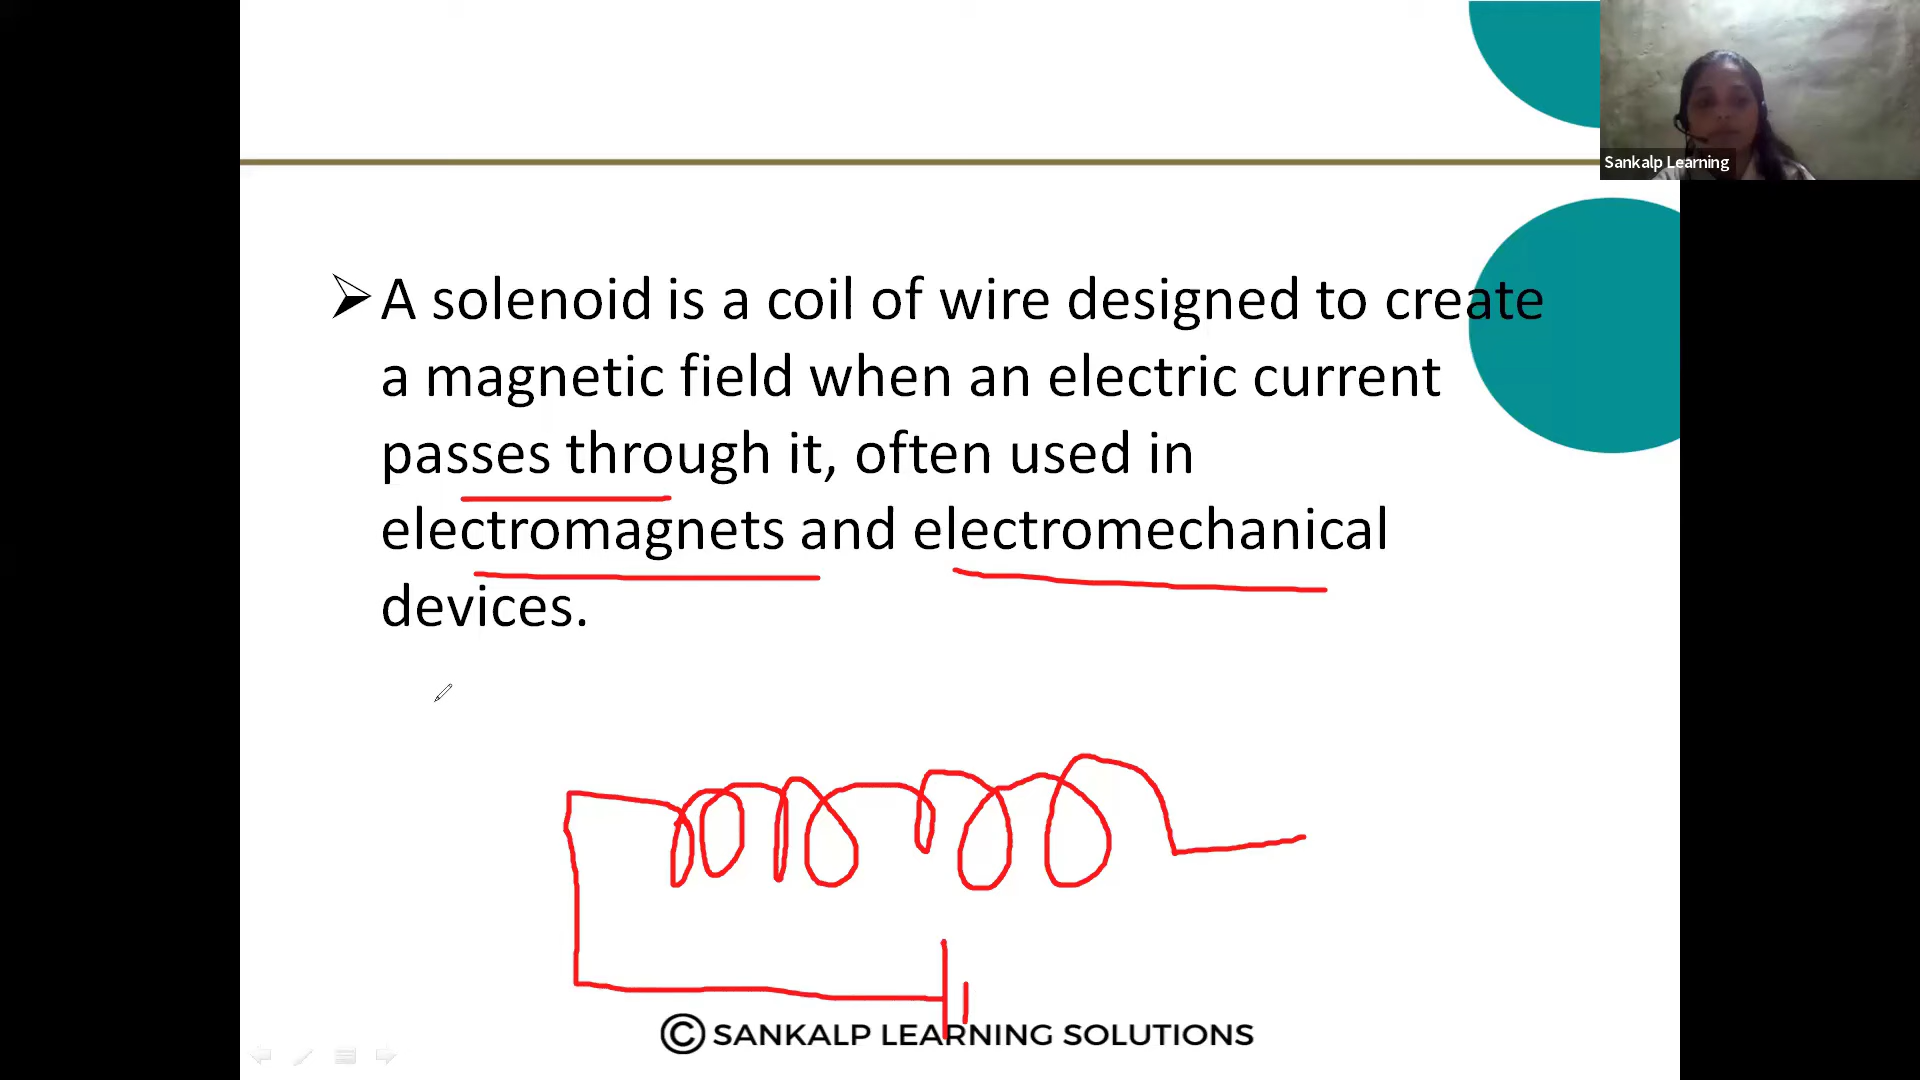 Sankalp Learning
A solenoid is a coil of wire designed to create
a magnetic field when an electric current
passes through it, often used in
electromagnets and electromechanical
devices.
© SANKALP LEARNING SOLUTIONS